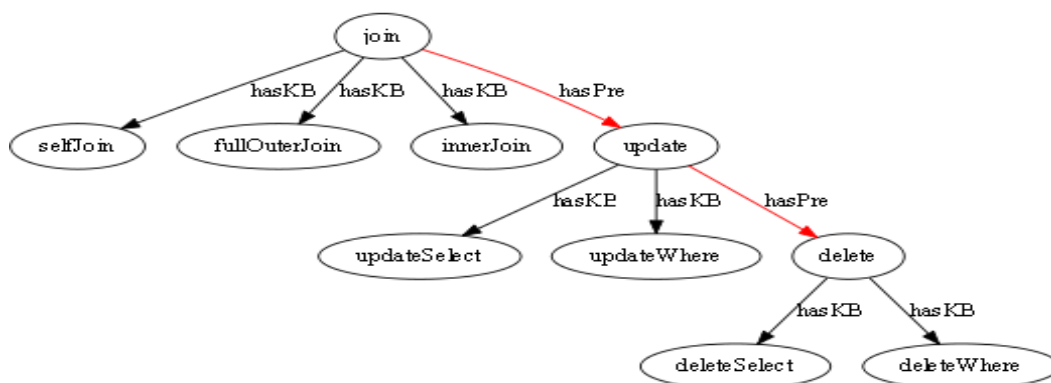 join
hasKB hasKB hasKB hasPre
selfJoin fullOuterJoin innerJoin update
hasKB hasKB hasPre
updateSelect updateWhere delete
hasKB hasKB
deleteSelect deleteWhere